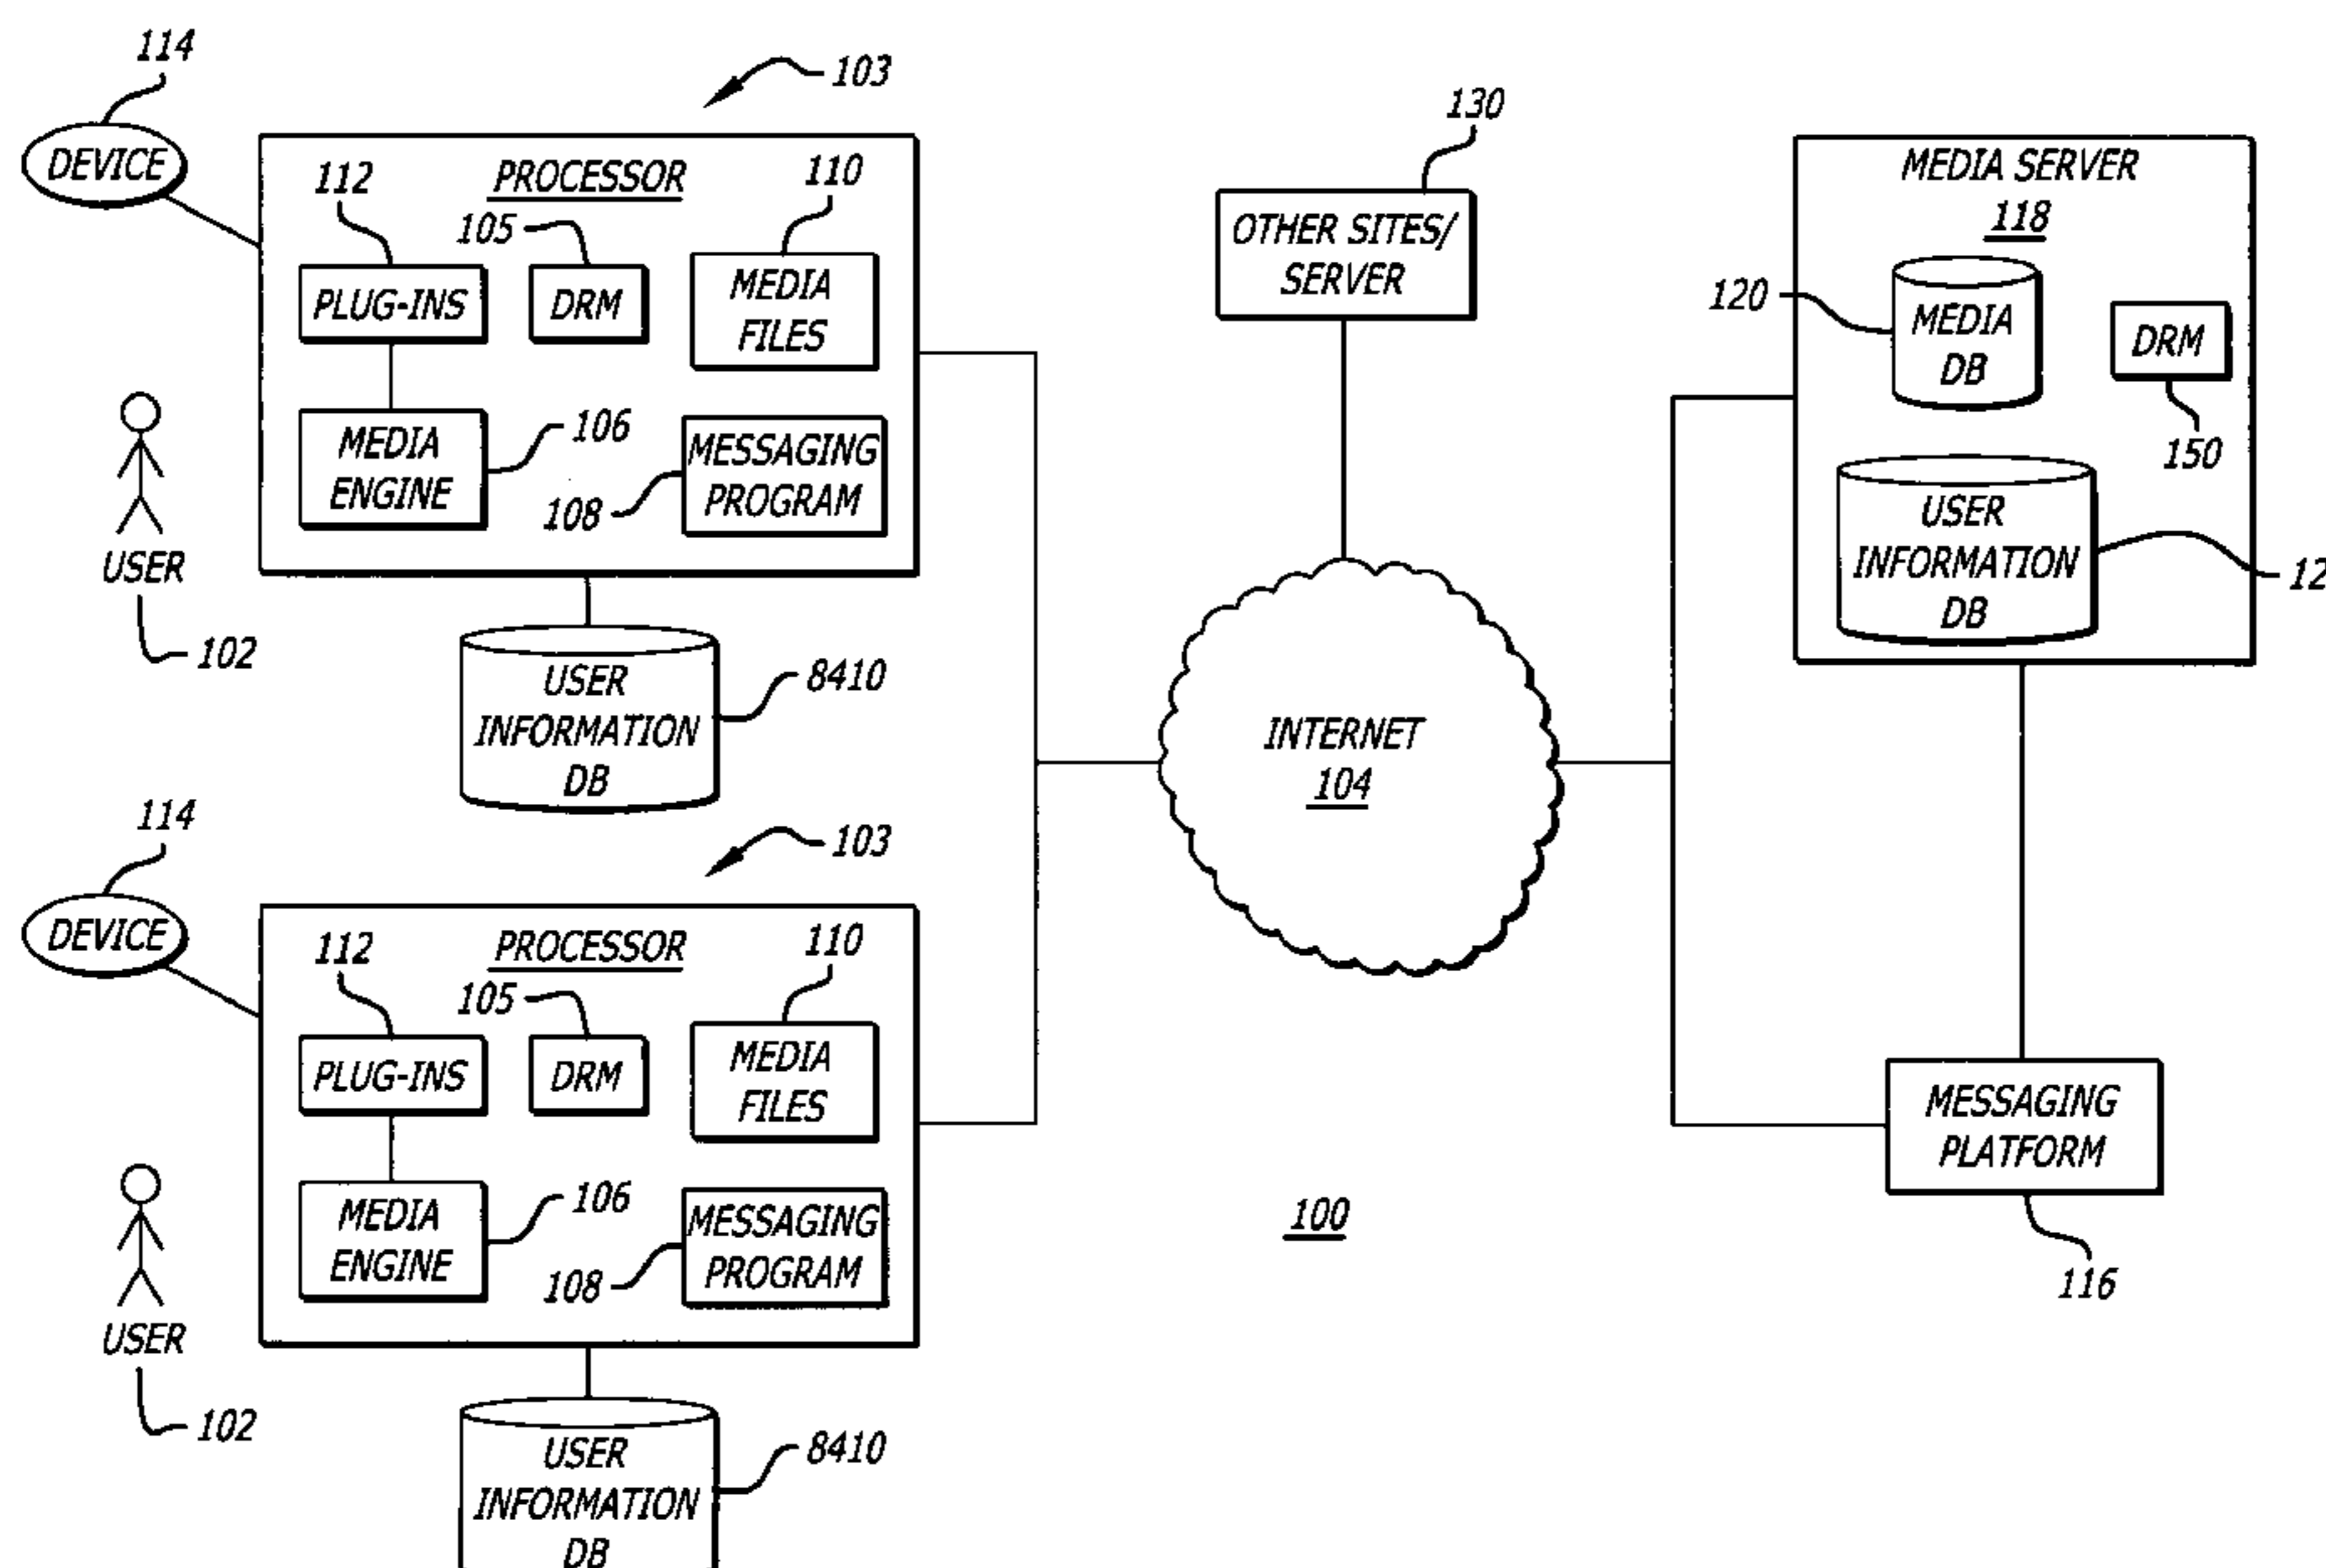 114
103
DEVICE
PROCESSOR
112
105
110
PLUG-INS
DRM
MEDIA
FILES
MEDIA
ENGINE
106
MESSAGING
PROGRAM
108
USER
102
USER
INFORMATION
DB
8410
114
103
DEVICE
PROCESSOR
112
105
110
PLUG-INS
DRM
MEDIA
FILES
MEDIA
ENGINE
106
MESSAGING
PROGRAM
108
USER
102
USER
INFORMATION
DB
8410
130
OTHER SITES/
SERVER
INTERNET
104
100
MEDIA SERVER
118
120
MEDIA
DB
DRM
150
USER
INFORMATION
DB
MESSAGING
PLATFORM
116